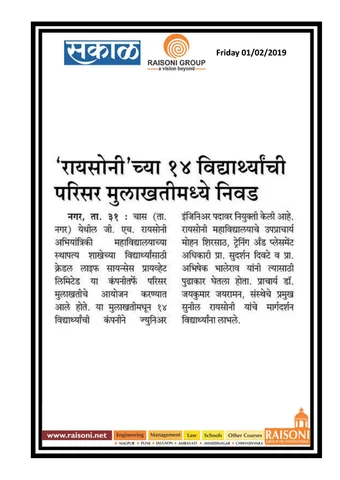 सकाळ
RAISONI GROUP
a vision beyond
Friday 01/02/2019
‘रायसोनी’च्या १४ विद्यार्थ्यांची
परिसर मुलाखतीमध्ये निवड
नगर, ता. ३१ : चास (ता.
नगर) येथील जी. एच. रायसोनी
अभियांत्रिकी महाविद्यालयाच्या
स्थापत्य शाखेच्या विद्यार्थ्यांसाठी
क्रेडल लाइफ सायन्सेस प्रायव्हेट
लिमिटेड या कंपनीतर्फे परिसर
मुलाखतीचे आयोजन करण्यात
आले होते. या मुलाखतीमधून १४
विद्यार्थ्यांची कंपनीने ज्युनिअर
इंजिनिअर पदावर नियुक्ती केली आहे.
रायसोनी महाविद्यालयाचे उपप्राचार्य
मोहन शिरसाठ, ट्रेनिंग अँड प्लेसमेंट
अधिकारी प्रा. सुदर्शन दिवटे व प्रा.
अभिषेक भालेराव यांनी त्यासाठी
पुढाकार घेतला होता. प्राचार्य डॉ.
जयकुमार जयरामन, संस्थेचे प्रमुख
सुनील रायसोनी यांचे मार्गदर्शन
विद्यार्थ्यांना लाभले.
www.raisoni.net
Engineering Management Law Schools Other Courses
NAGPUR PUNE JALGAON AMRAVATI AHMEDNAGAR CHHINDWARA
RAISONI
GROUP OF INSTITUTIONS